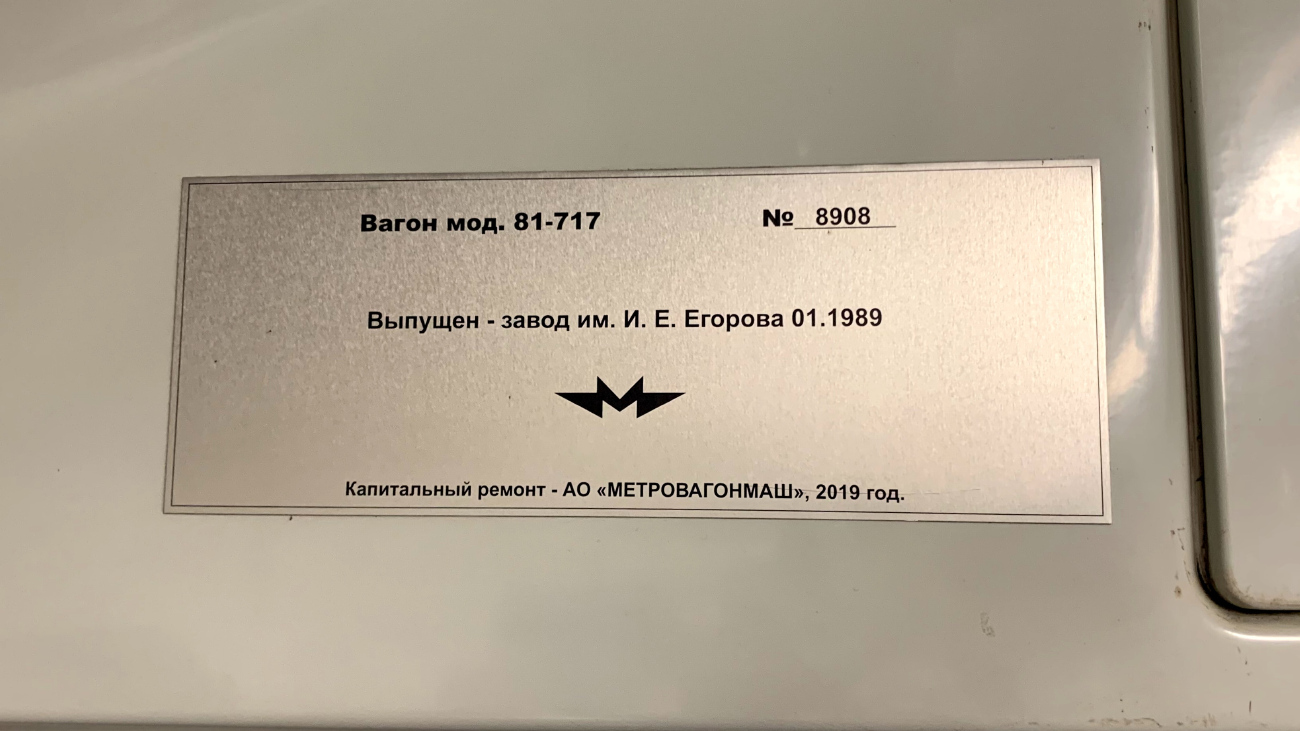 Вагон мод. 81-717 № 8908
Выпущен - завод им. И. Е. Егорова 01.1989
Капитальный ремонт - АО «МЕТРОВАГОНМАШ», 2019 год.